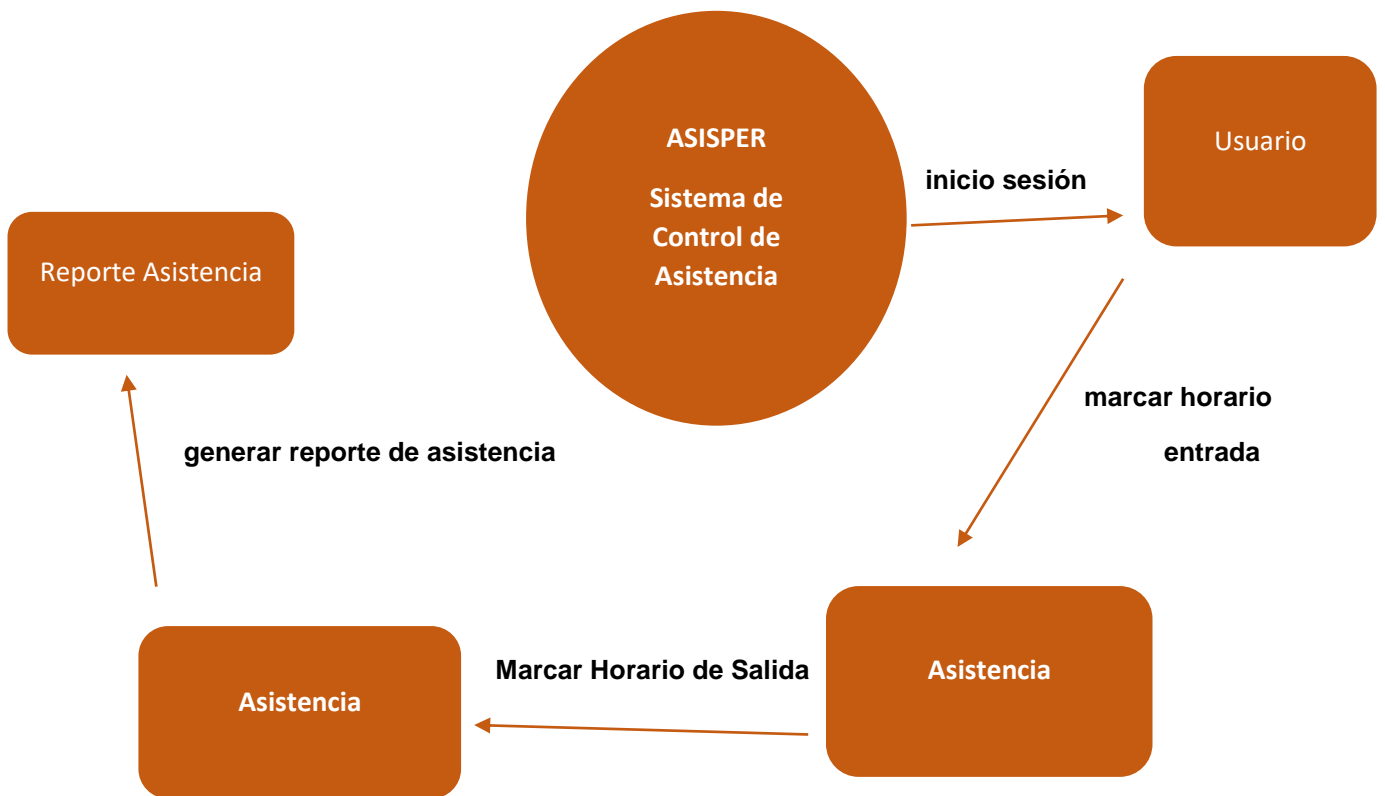 ASISPER
Sistema de
Control de
Asistencia
inicio sesión
Usuario
marcar horario
entrada
Asistencia
Marcar Horario de Salida
Asistencia
generar reporte de asistencia
Reporte Asistencia